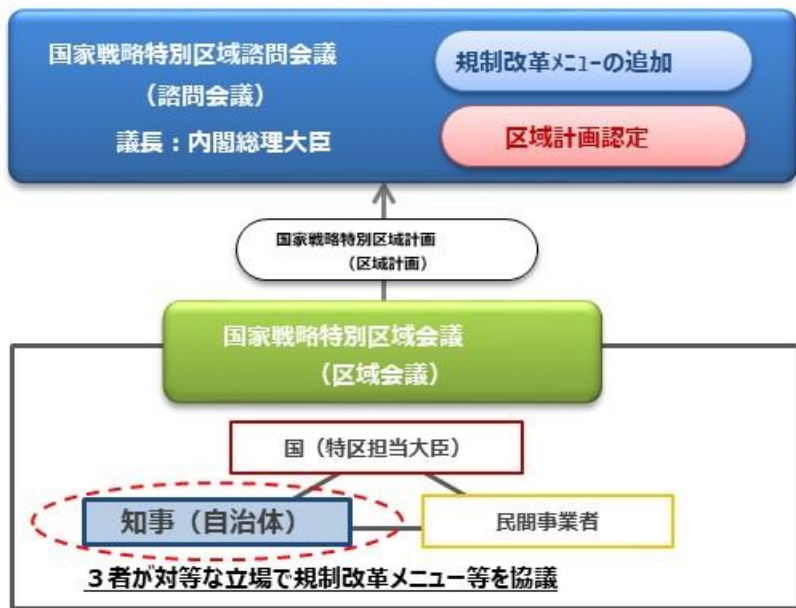 国家戦略特別区域諮問会議
（諮問会議）
議長：内閣総理大臣
規制改革ﾒﾆｭｰの追加
区域計画認定
国家戦略特別区域計画
（区域計画）
国家戦略特別区域会議
（区域会議）
国（特区担当大臣）
知事（自治体）
民間事業者
３者が対等な立場で規制改革メニュー等を協議